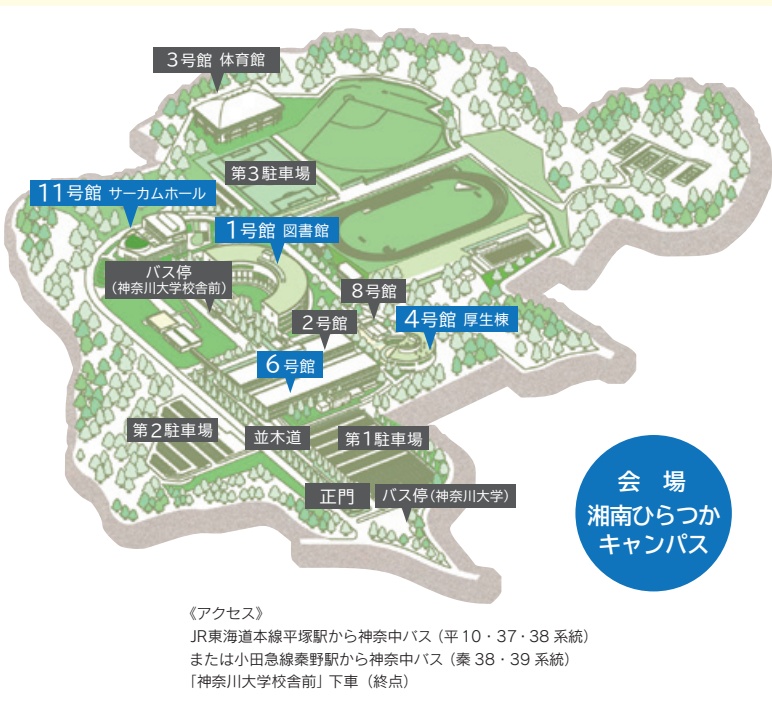 3号館 体育館
第3駐車場
11号館 サーカムホール
1号館 図書館
バス停
（神奈川大学校舎前）
8号館
2号館
4号館 厚生棟
6号館
第2駐車場
並木道
第1駐車場
正門
バス停（神奈川大学）
会 場
湘南ひらつか
キャンパス
《アクセス》
JR東海道本線平塚駅から神奈中バス（平10・37・38系統）
または小田急線秦野駅から神奈中バス（秦38・39系統）
「神奈川大学校舎前」下車（終点）